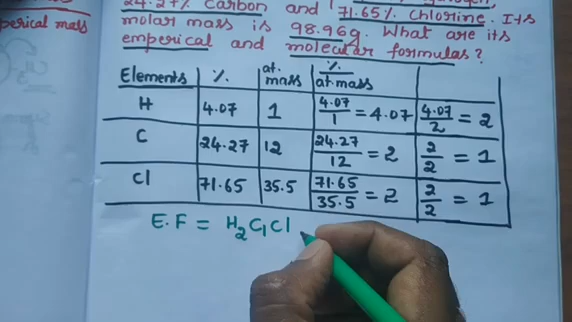 24.27% Carbon and
perical mass 71.65% Chlorine. Its
molar mass is 98.96g. What are its
emperical and molecular formulas?
Elements % at. mass % / at mass
H 4.07 1 4.07/1 = 4.07 4.07/2 = 2
C 24.27 12 24.27/12 = 2 2/2 = 1
Cl 71.65 35.5 71.65/35.5 = 2 2/2 = 1
E.F = H₂C₁Cl